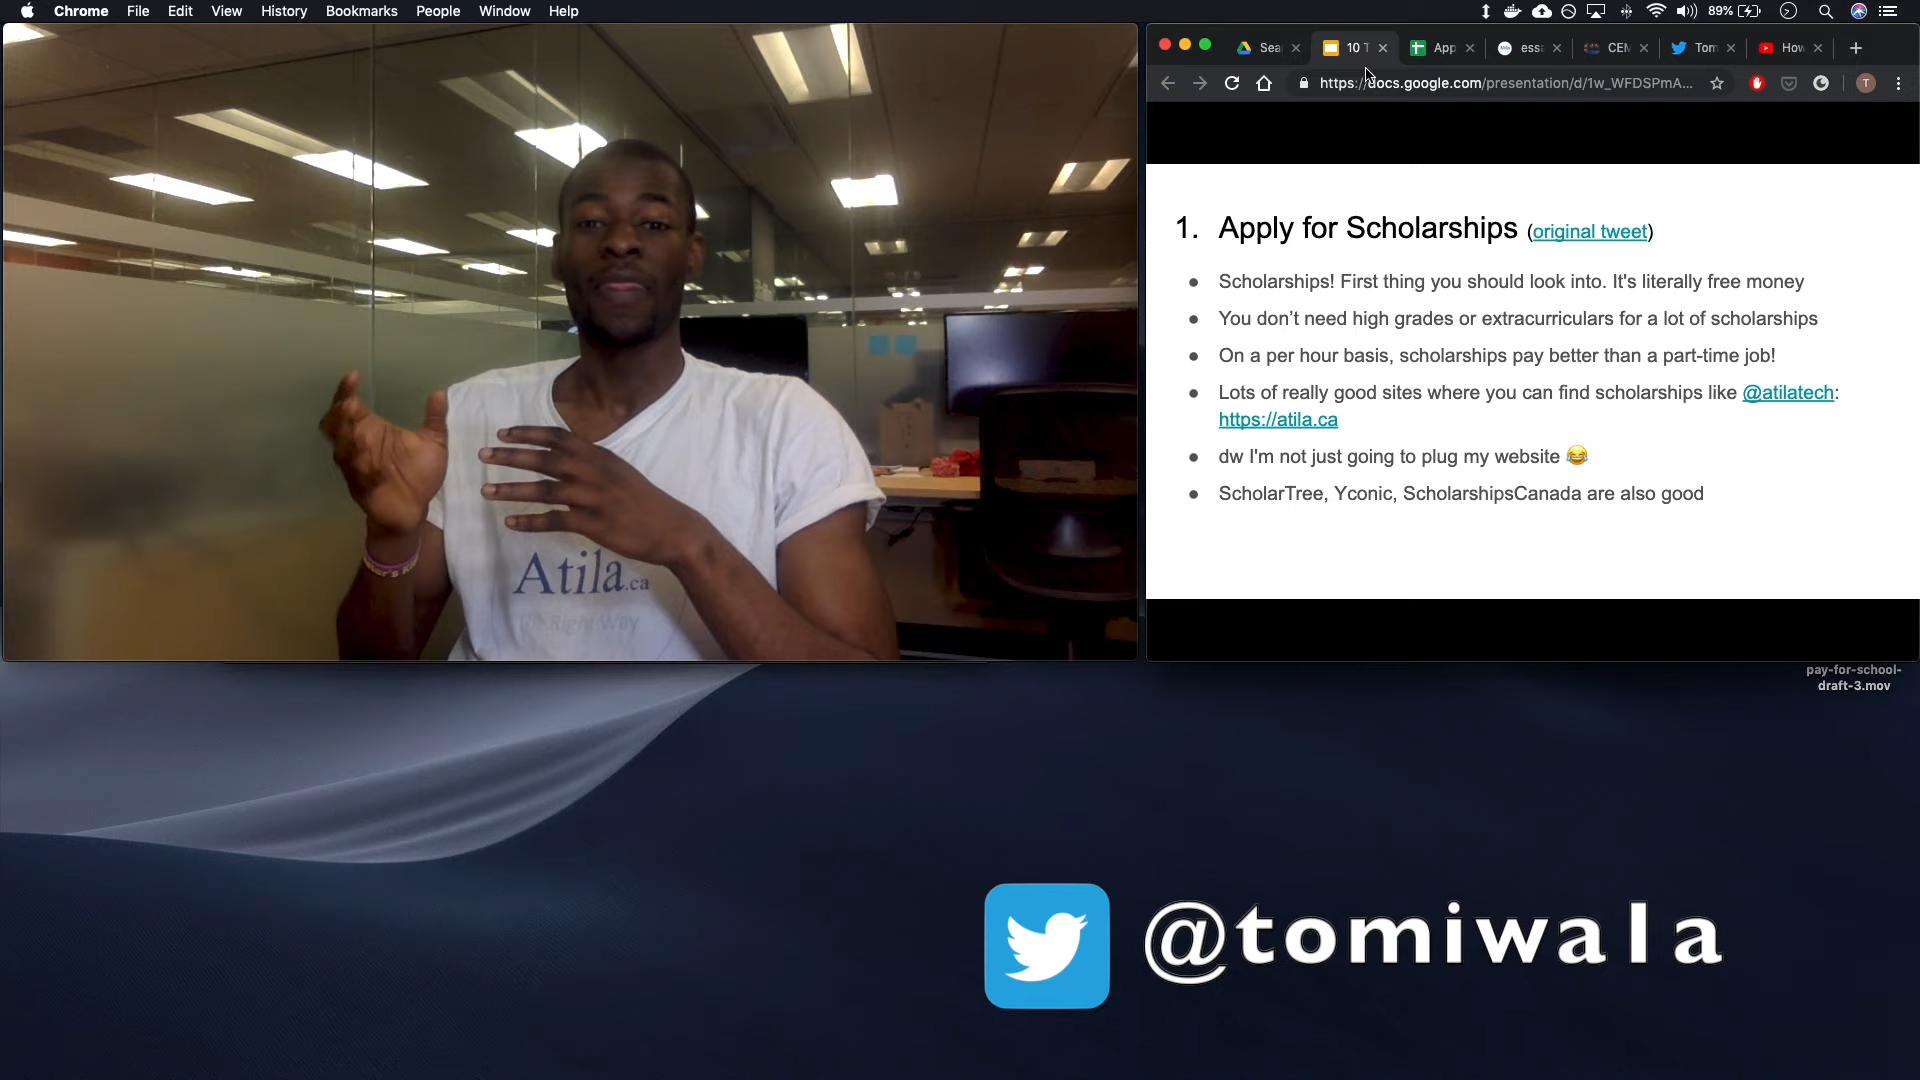 Chrome File Edit View History Bookmarks People Window Help
89%
Sea
10 T
App
essa
CEM
Tom
How
https://docs.google.com/presentation/d/1w_WFDSPmA...
T
1. Apply for Scholarships (original tweet)
● Scholarships! First thing you should look into. It's literally free money
● You don’t need high grades or extracurriculars for a lot of scholarships
● On a per hour basis, scholarships pay better than a part-time job!
● Lots of really good sites where you can find scholarships like @atilatech:
https://atila.ca
● dw I'm not just going to plug my website 😂
● ScholarTree, Yconic, ScholarshipsCanada are also good
Atila.ca
Right Way
pay-for-school-
draft-3.mov
@tomiwala